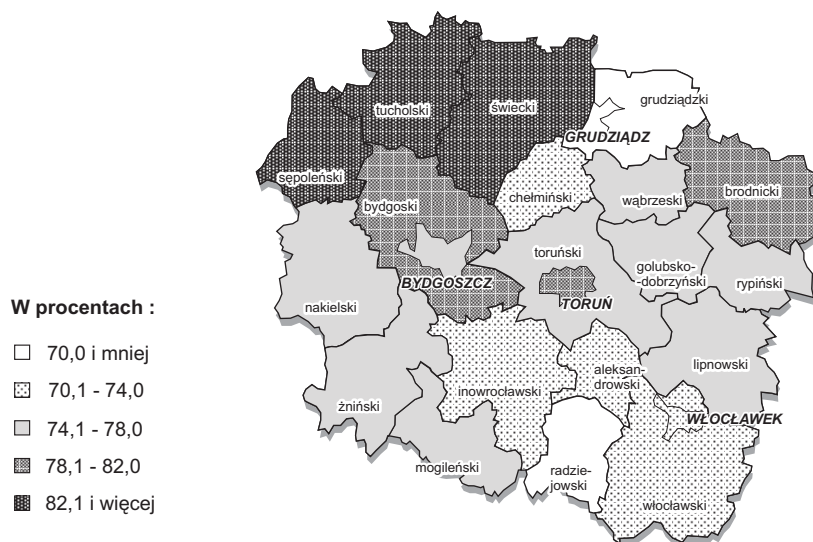 grudziądzki
tucholski
świecki
GRUDZIĄDZ
sępoleński
brodnicki
chełmiński
wąbrzeski
bydgoski
toruński
golubsko-
-dobrzyński
rypiński
BYDGOSZCZ
TORUŃ
nakielski
W procentach :
70,0 i mniej
70,1 - 74,0
74,1 - 78,0
78,1 - 82,0
82,1 i więcej
lipnowski
aleksan-
drowski
inowrocławski
żniński
WŁOCŁAWEK
mogileński
radzie-
jowski
włocławski